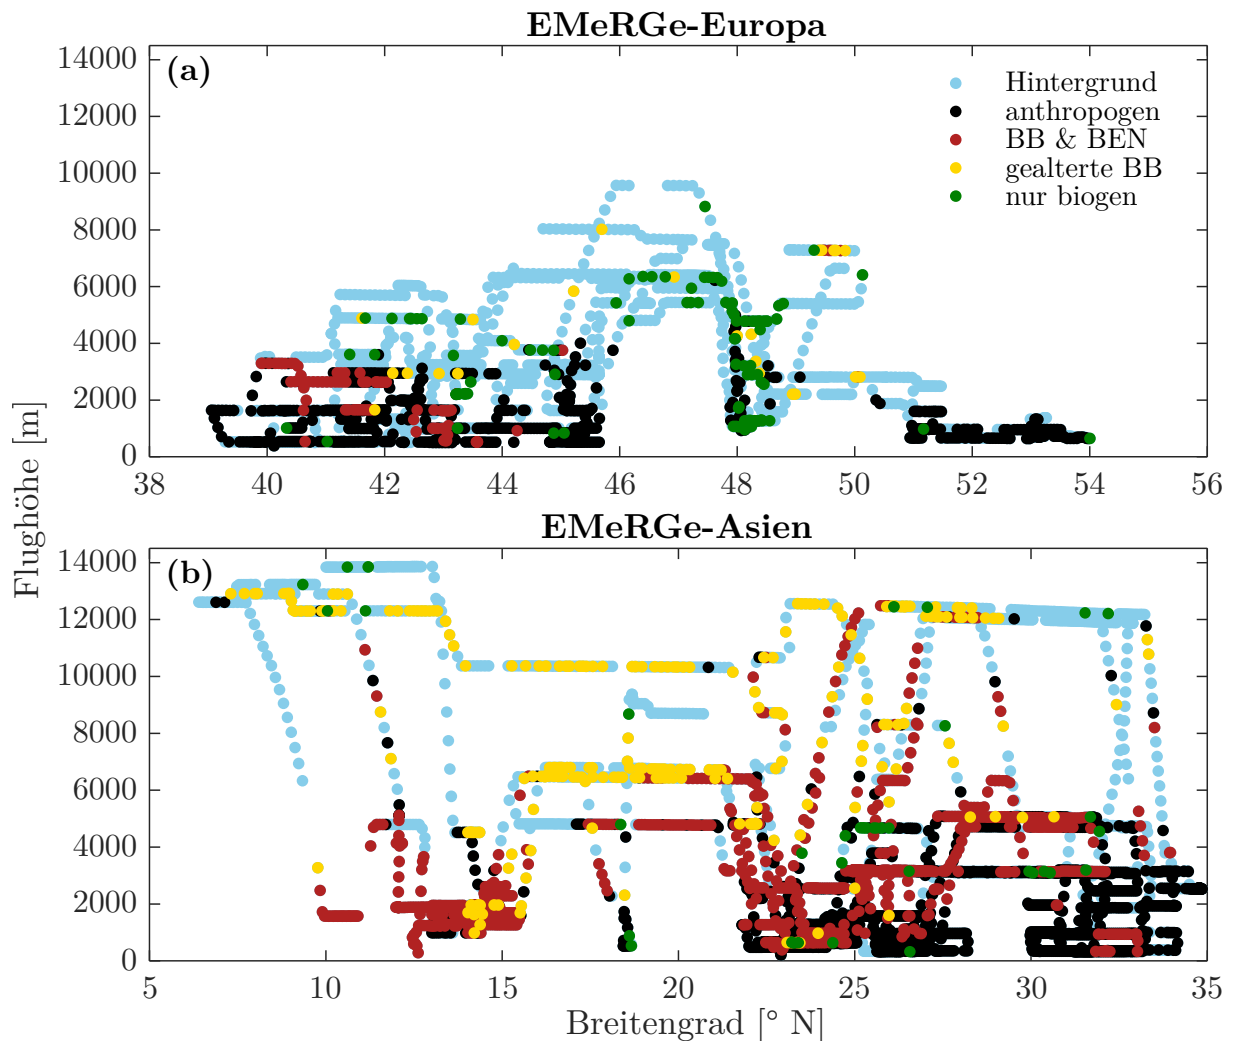 EMeRGe-Europa
(a)
Hintergrund
anthropogen
BB & BEN
gealterte BB
nur biogen
14000
12000
10000
8000
6000
4000
2000
0
38 40 42 44 46 48 50 52 54 56
Flughöhe [m]
EMeRGe-Asien
(b)
14000
12000
10000
8000
6000
4000
2000
0
5 10 15 20 25 30 35
Breitengrad [° N]